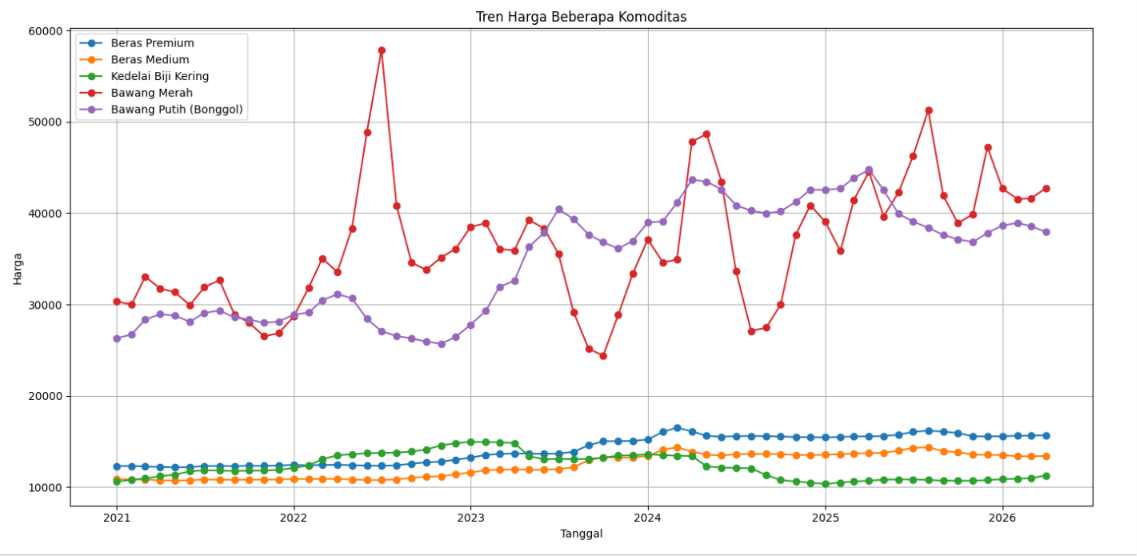 Tren Harga Beberapa Komoditas
Beras Premium
Beras Medium
Kedelai Biji Kering
Bawang Merah
Bawang Putih (Bonggol)
60000
50000
40000
30000
20000
10000
Harga
2021
2022
2023
2024
2025
2026
Tanggal